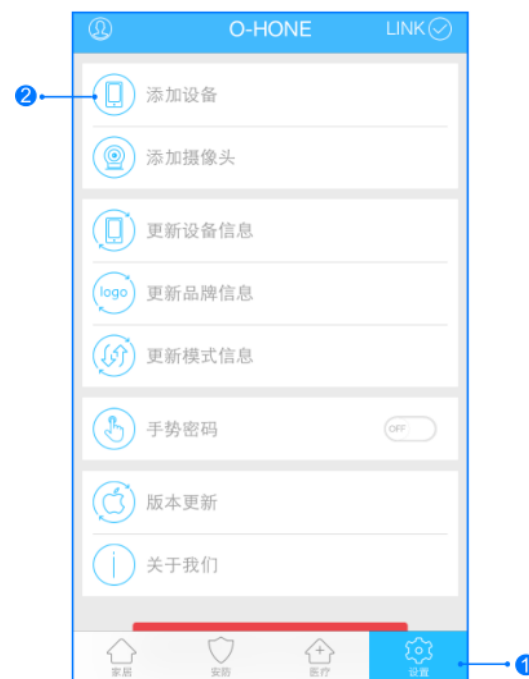 O-HONE
LINK
2
添加设备
添加摄像头
更新设备信息
logo
更新品牌信息
更新模式信息
手势密码
OFF
版本更新
关于我们
家居
安防
医疗
设置
1